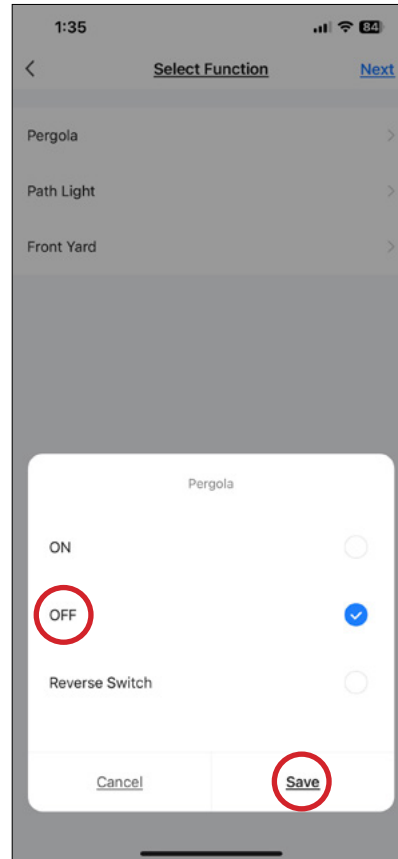 1:35 84
Select Function Next
Pergola
Path Light
Front Yard
Pergola
ON
OFF
Reverse Switch
Cancel Save